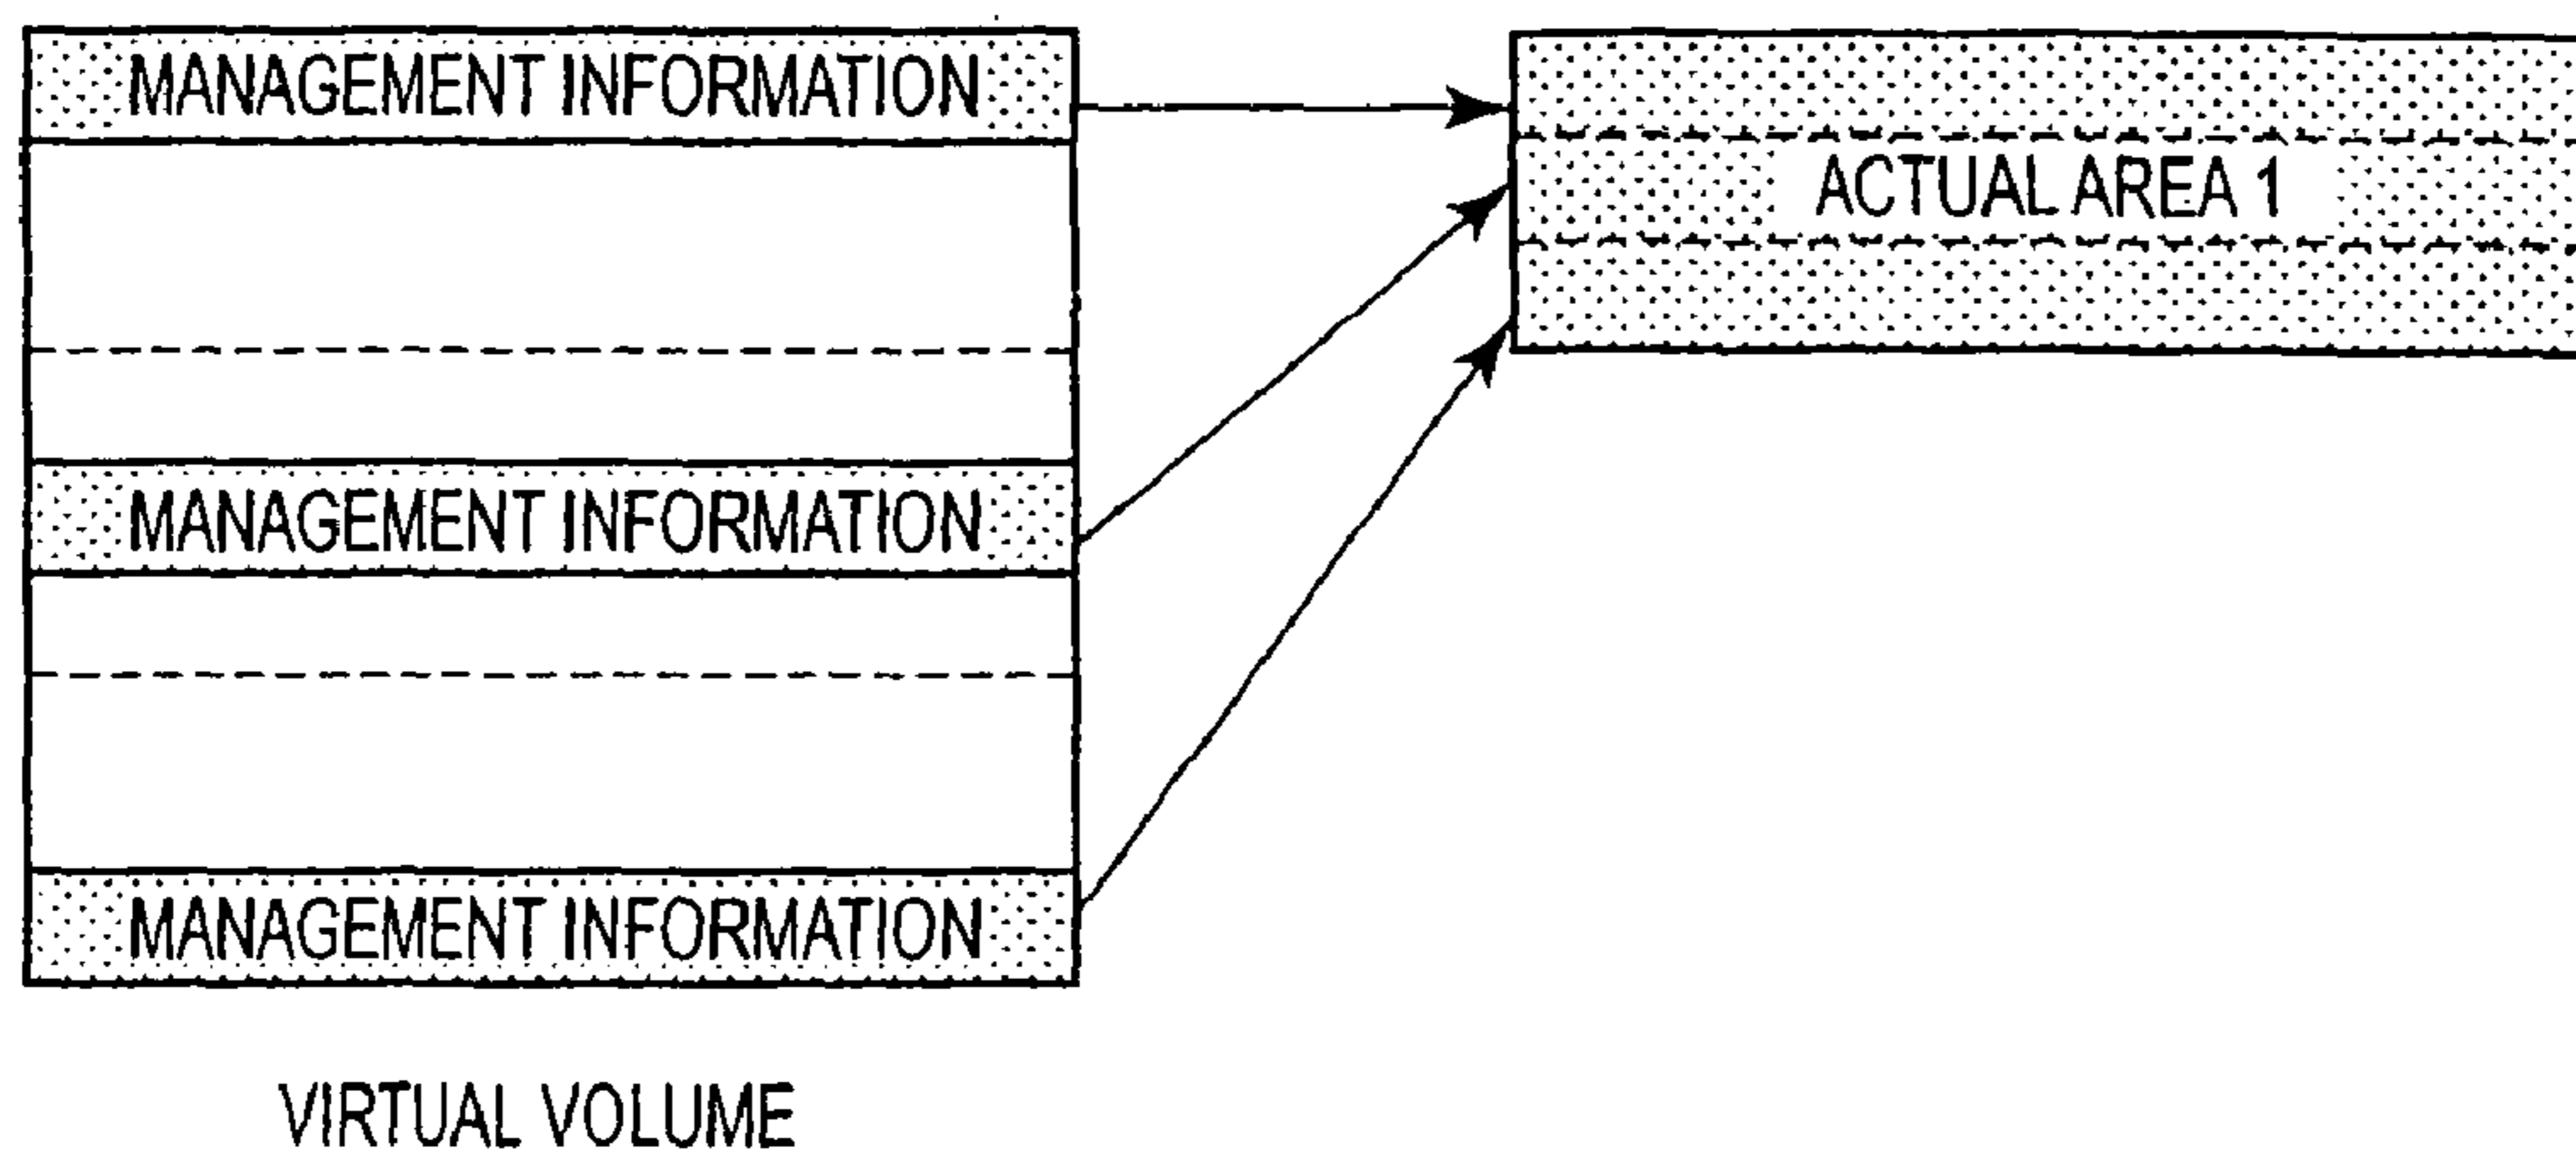 MANAGEMENT INFORMATION
ACTUAL AREA 1
MANAGEMENT INFORMATION
MANAGEMENT INFORMATION
VIRTUAL VOLUME